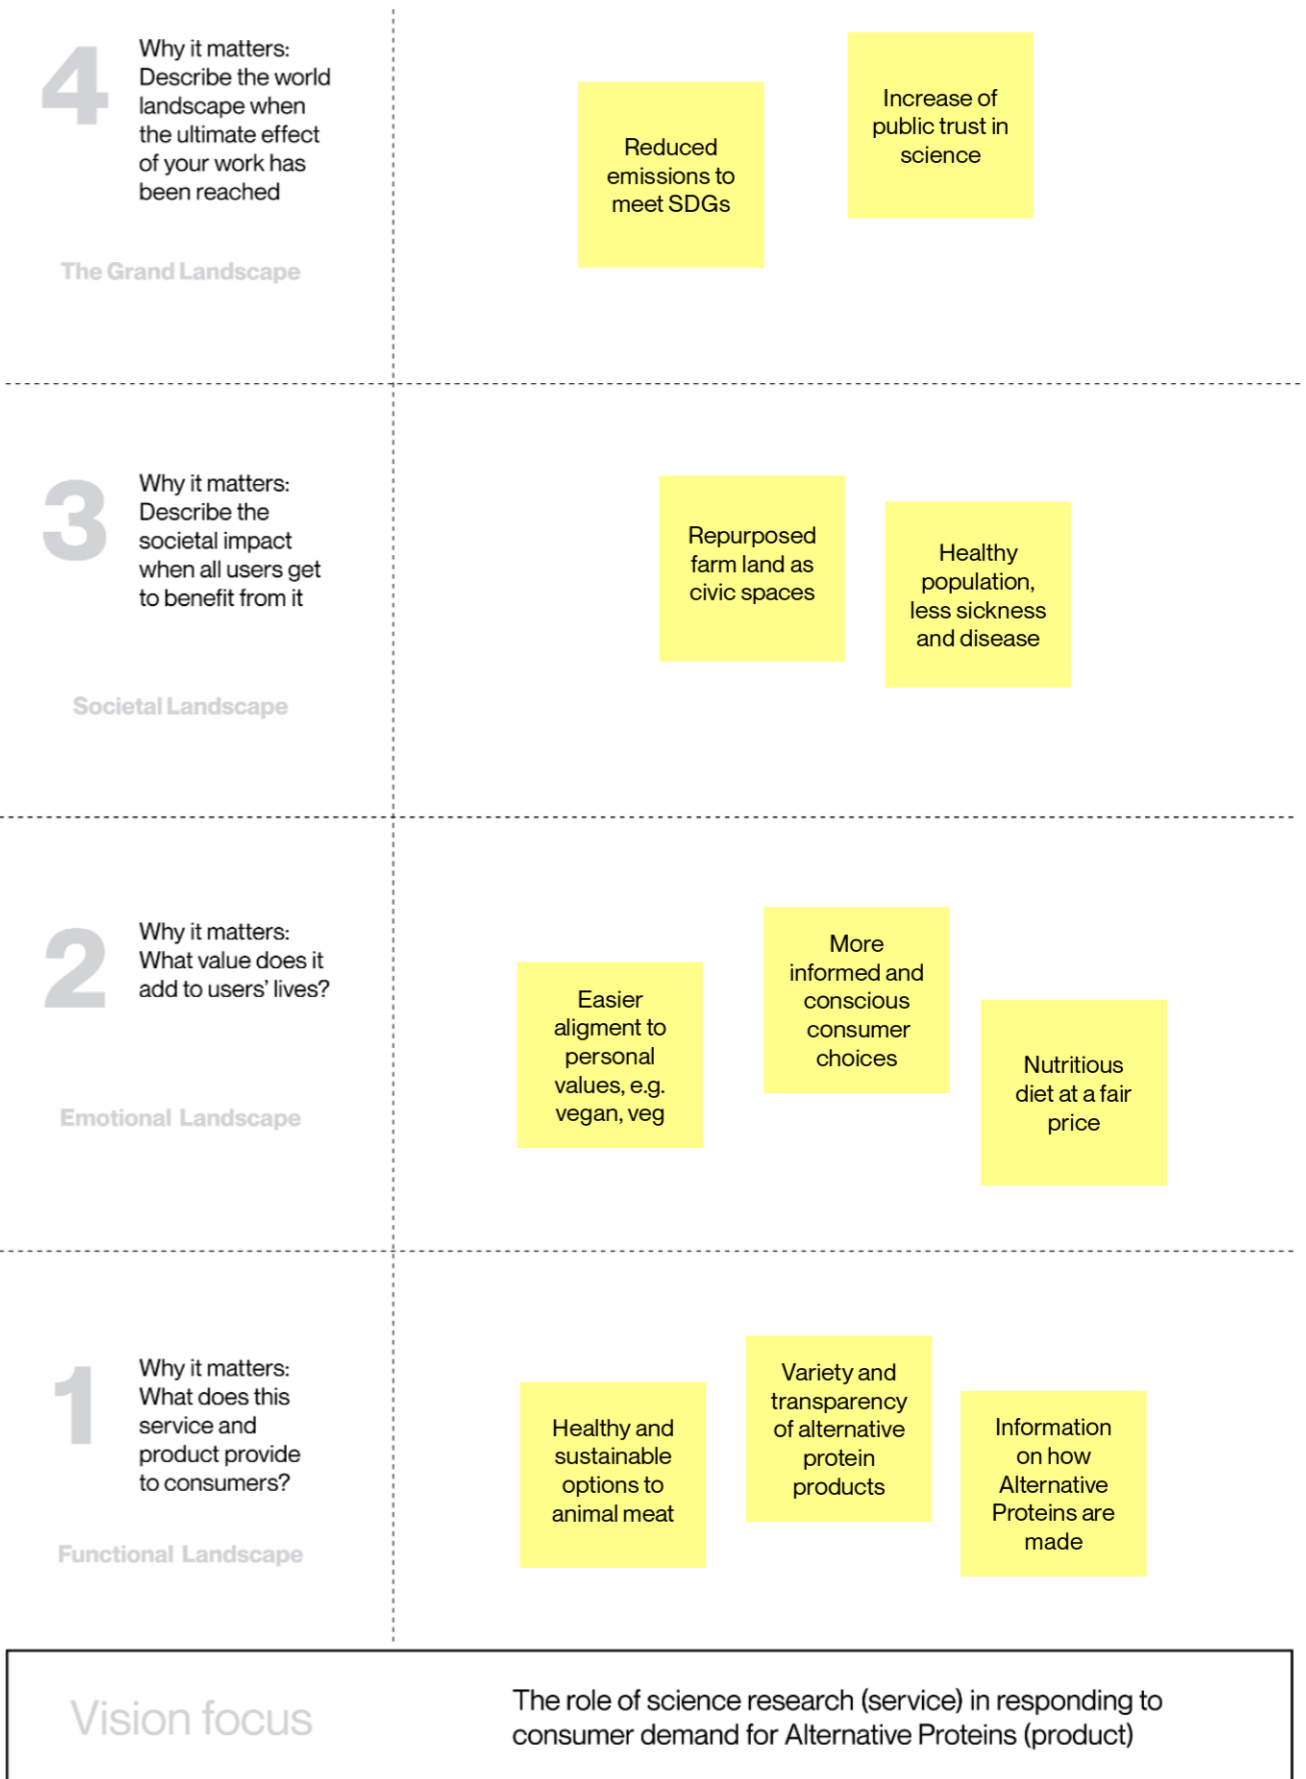 4
Why it matters:
Describe the world
landscape when
the ultimate effect
of your work has
been reached
The Grand Landscape
Reduced
emissions to
meet SDGs
Increase of
public trust in
science
3
Why it matters:
Describe the
societal impact
when all users get
to benefit from it
Societal Landscape
Repurposed
farm land as
civic spaces
Healthy
population,
less sickness
and disease
2
Why it matters:
What value does it
add to users' lives?
Emotional Landscape
Easier
aligment to
personal
values, e.g.
vegan, veg
More
informed and
conscious
consumer
choices
Nutritious
diet at a fair
price
1
Why it matters:
What does this
service and
product provide
to consumers?
Functional Landscape
Healthy and
sustainable
options to
animal meat
Variety and
transparency
of alternative
protein
products
Information
on how
Alternative
Proteins are
made
Vision focus
The role of science research (service) in responding to
consumer demand for Alternative Proteins (product)